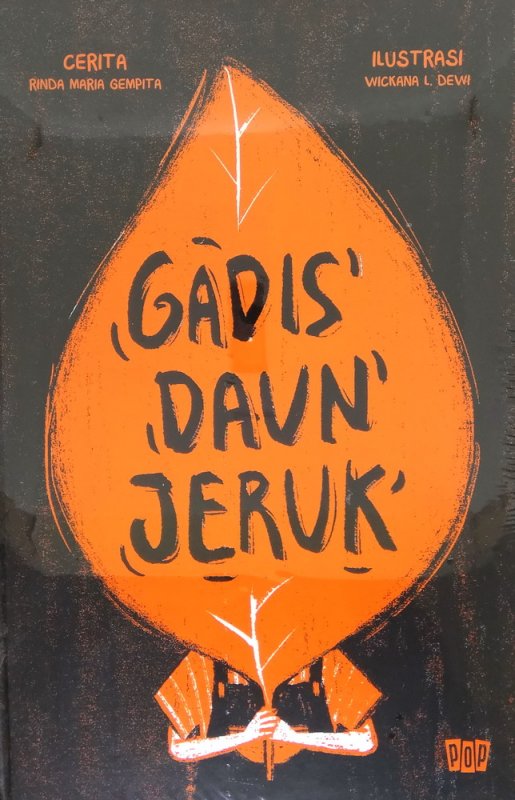 CERITA
RINDA MARIA GEMPITA
ILUSTRASI
WICKANA L. DEWI
GADIS
DAUN
JERUK
POP